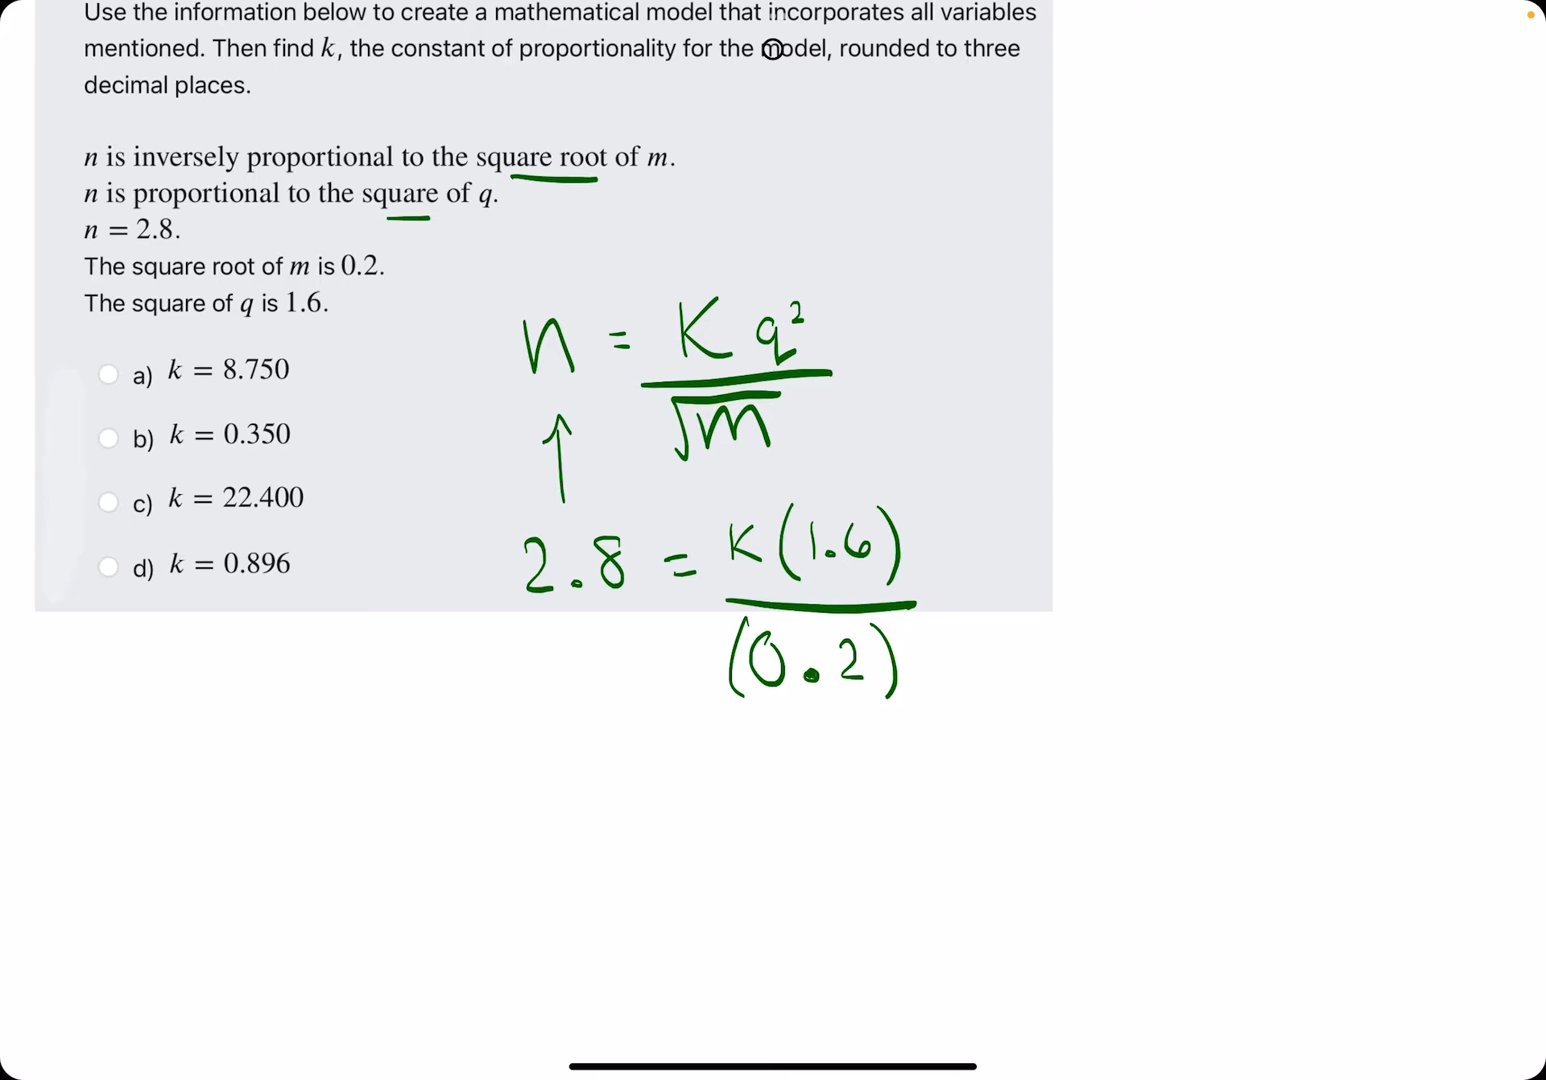 Use the information below to create a mathematical model that incorporates all variables
mentioned. Then find k, the constant of proportionality for the model, rounded to three
decimal places.
n is inversely proportional to the square root of m.
n is proportional to the square of q.
n = 2.8.
The square root of m is 0.2.
The square of q is 1.6.
a) k = 8.750
b) k = 0.350
c) k = 22.400
d) k = 0.896
n = K q²
√m
2.8 = K(1.6)
(0.2)